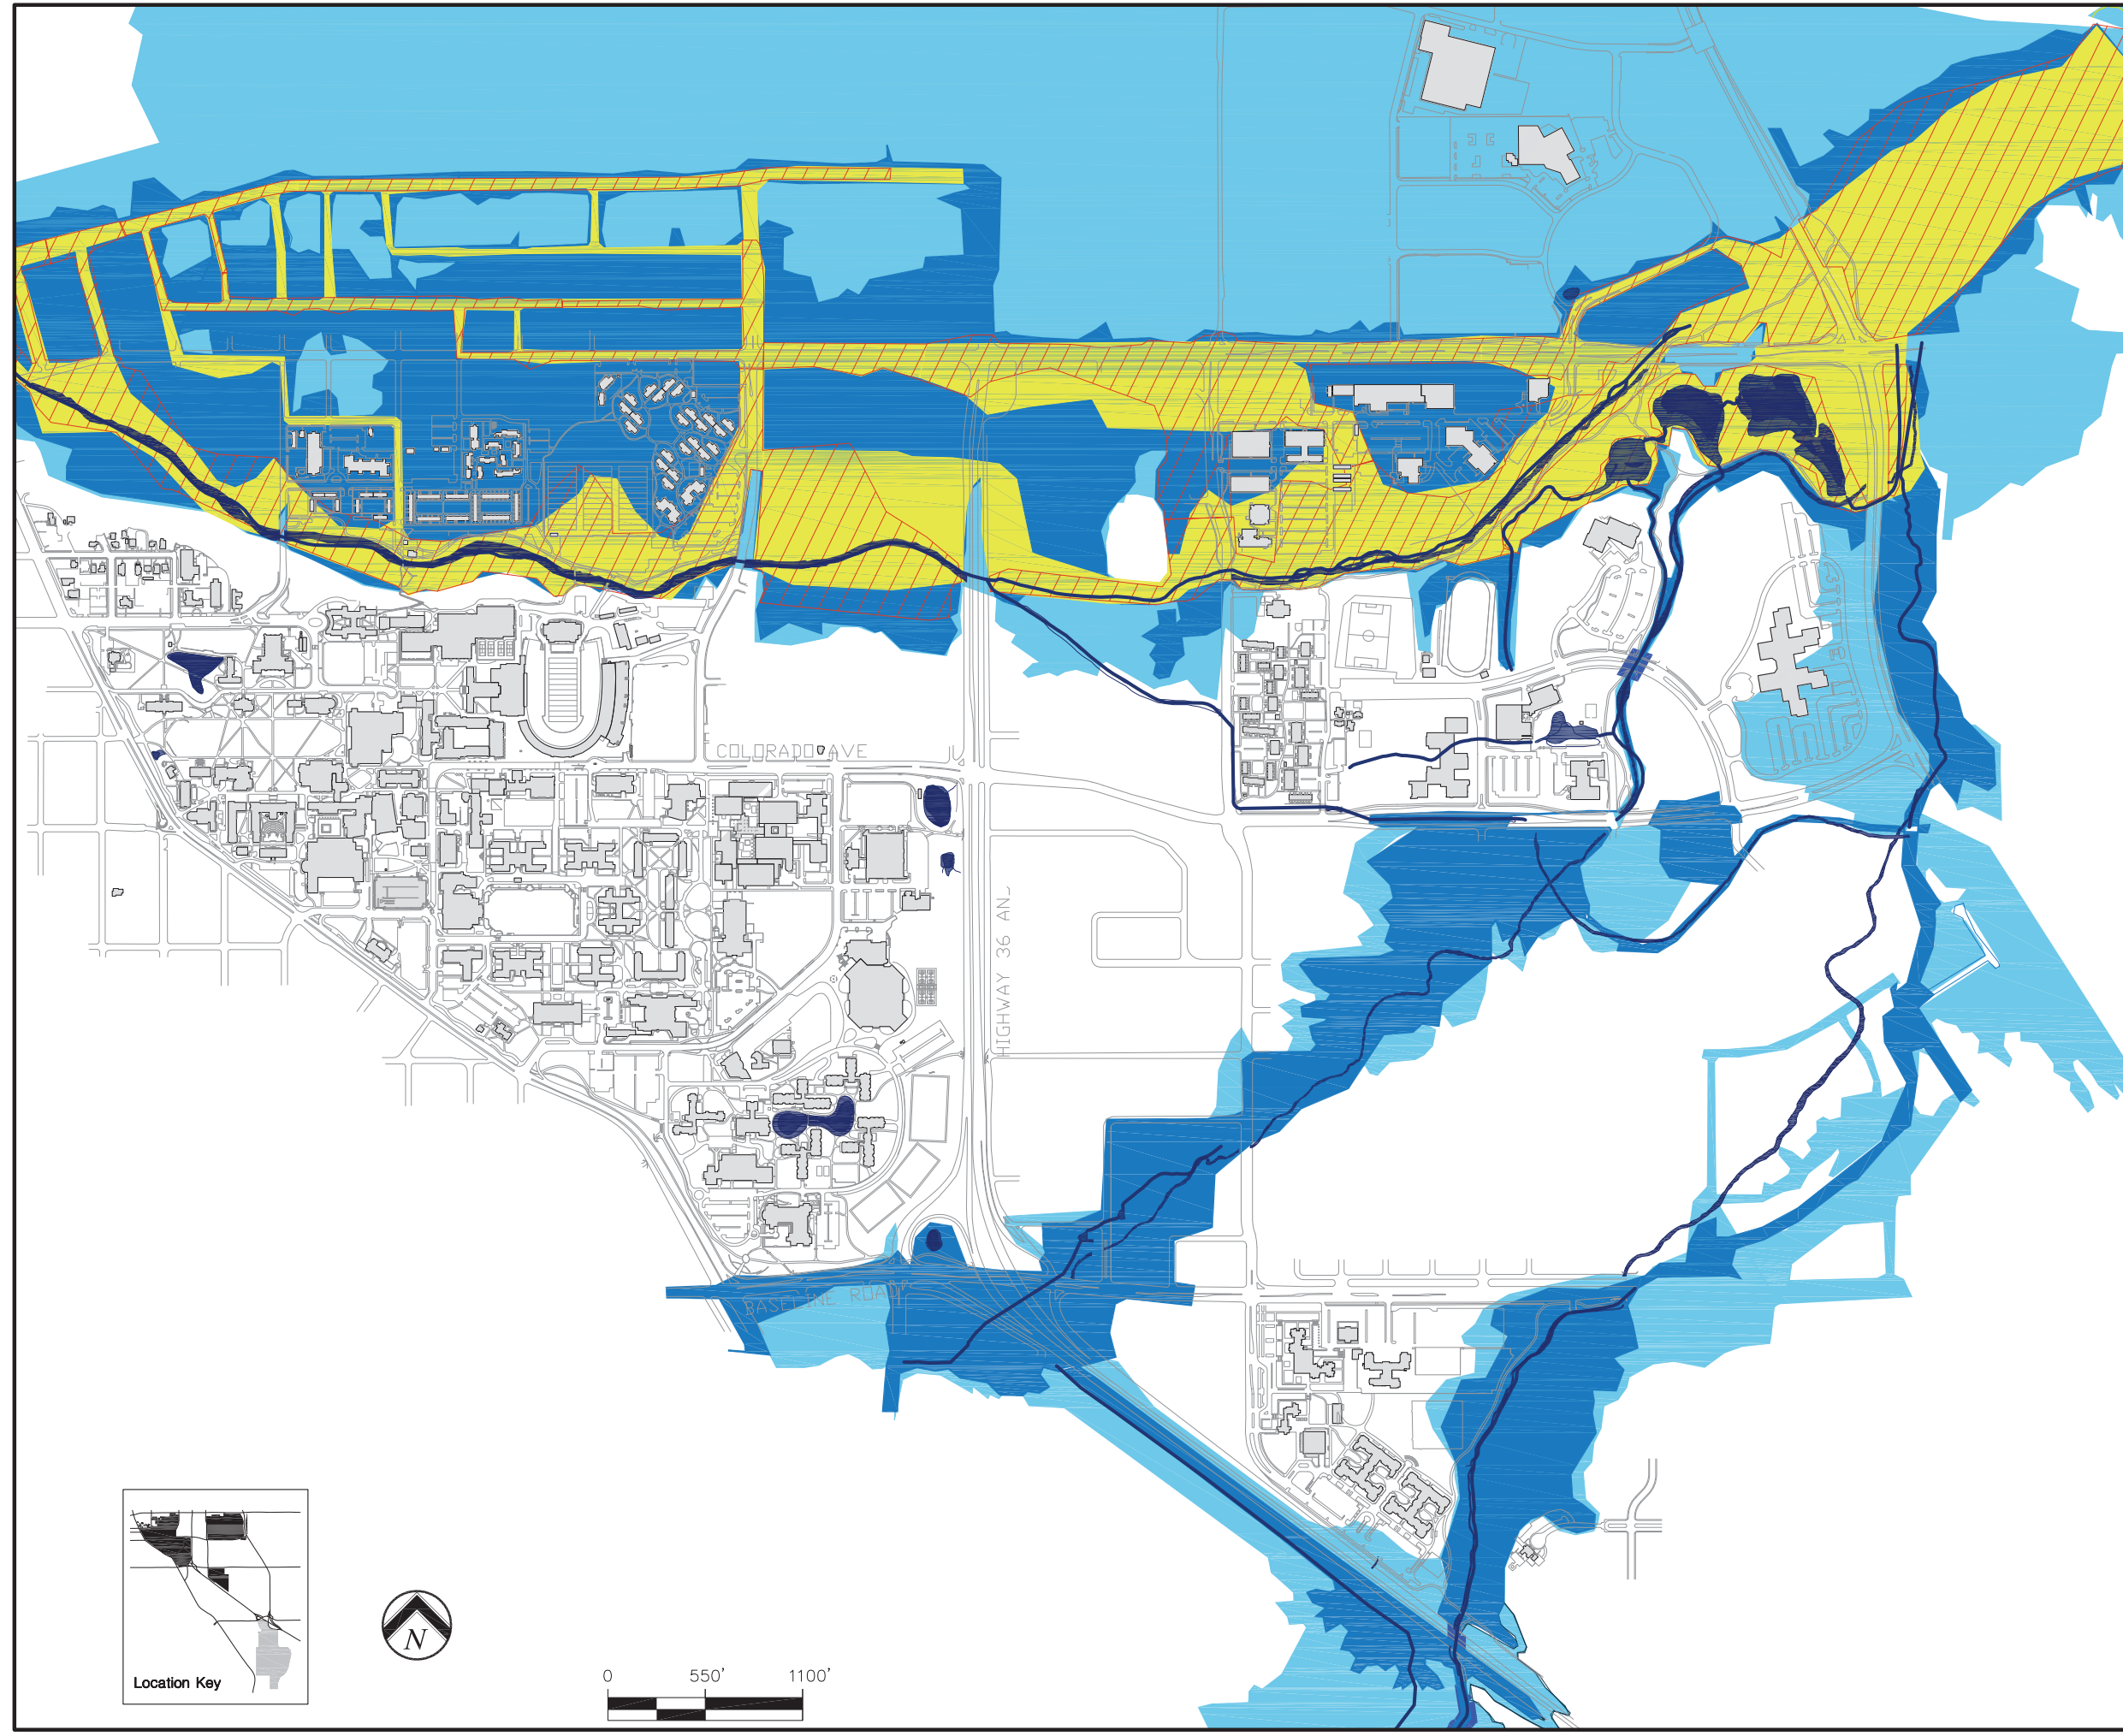 COLORADO AVE
HIGHWAY 36 AN
BASELINE ROAD
Location Key
N
0 550' 1100'